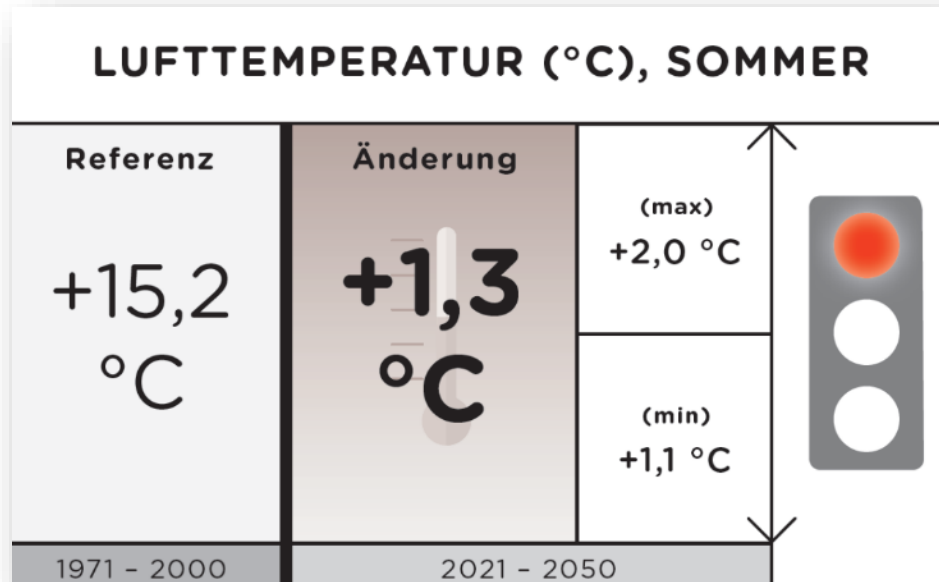 LUFTTEMPERATUR (°C), SOMMER
Referenz
+15,2
°C
Änderung
+1,3
°C
(max)
+2,0 °C
(min)
+1,1 °C
1971 – 2000
2021 – 2050